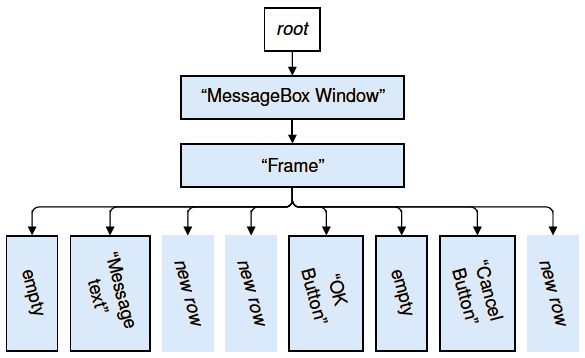 root
“MessageBox Window”
“Frame”
empty
“Message
text”
new row
new row
“OK
Button”
empty
“Cancel
Button”
new row